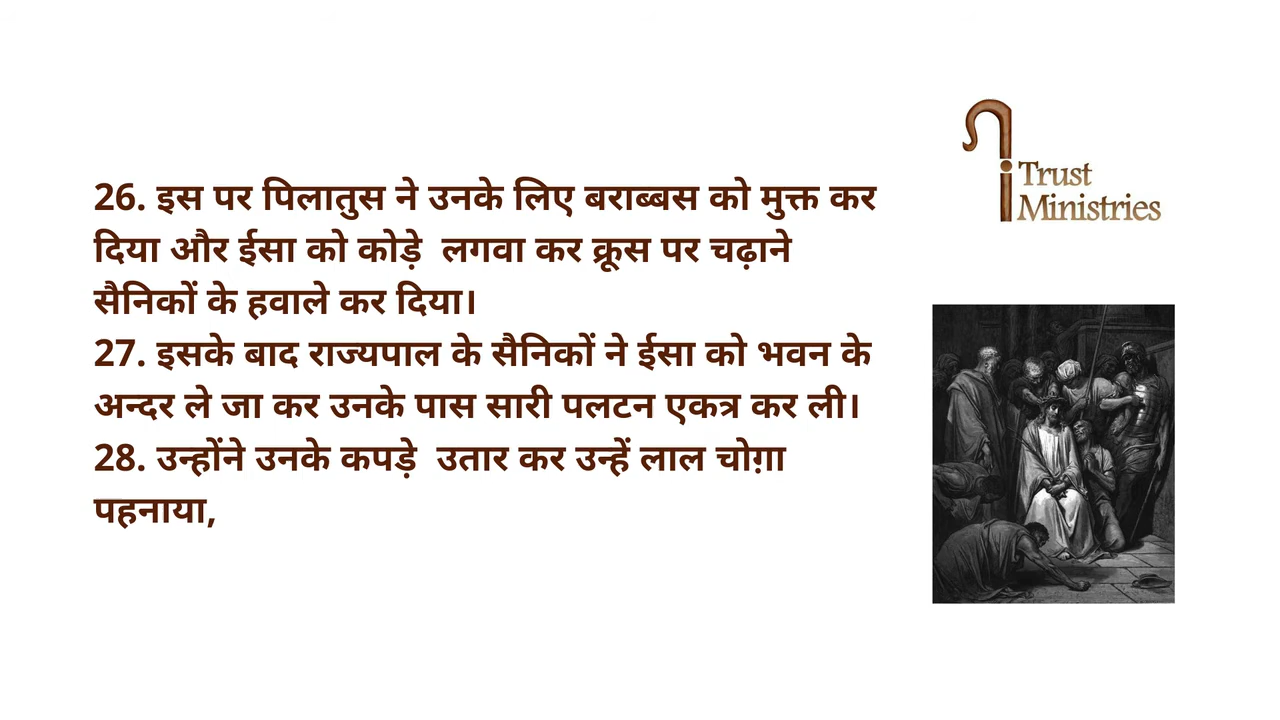 26. इस पर पिलातुस ने उनके लिए बराब्बस को मुक्त कर
दिया और ईसा को कोड़े  लगवा कर क्रूस पर चढ़ाने
सैनिकों के हवाले कर दिया।
27. इसके बाद राज्यपाल के सैनिकों ने ईसा को भवन के
अन्दर ले जा कर उनके पास सारी पलटन एकत्र कर ली।
28. उन्होंने उनके कपड़े  उतार कर उन्हें लाल चोग़ा
पहनाया,
i Trust
Ministries